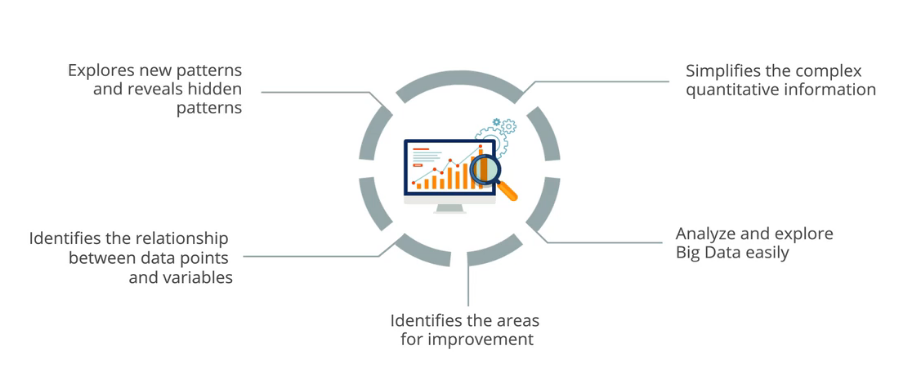 Explores new patterns
and reveals hidden
patterns
Simplifies the complex
quantitative information
Identifies the relationship
between data points
and variables
Analyze and explore
Big Data easily
Identifies the areas
for improvement